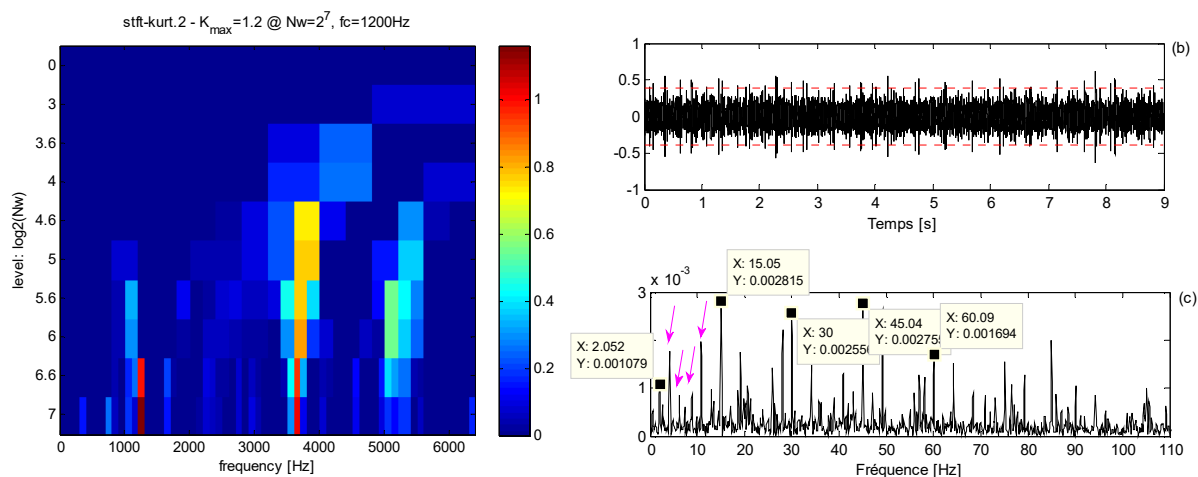 stft-kurt.2 - Kmax=1.2 @ Nw=2^7, fc=1200Hz
level: log2(Nw)
0
3
3.6
4
4.6
5
5.6
6
6.6
7
0 1000 2000 3000 4000 5000 6000
frequency [Hz]
1
0.8
0.6
0.4
0.2
0
(b)
1
0.5
0
-0.5
-1
0 1 2 3 4 5 6 7 8 9
Temps [s]
(c)
x 10^-3
3
1
0
X: 2.052
Y: 0.001079
X: 15.05
Y: 0.002815
X: 30
Y: 0.00255
X: 45.04
Y: 0.00275
X: 60.09
Y: 0.001694
0 10 20 30 40 50 60 70 80 90 100 110
Fréquence [Hz]